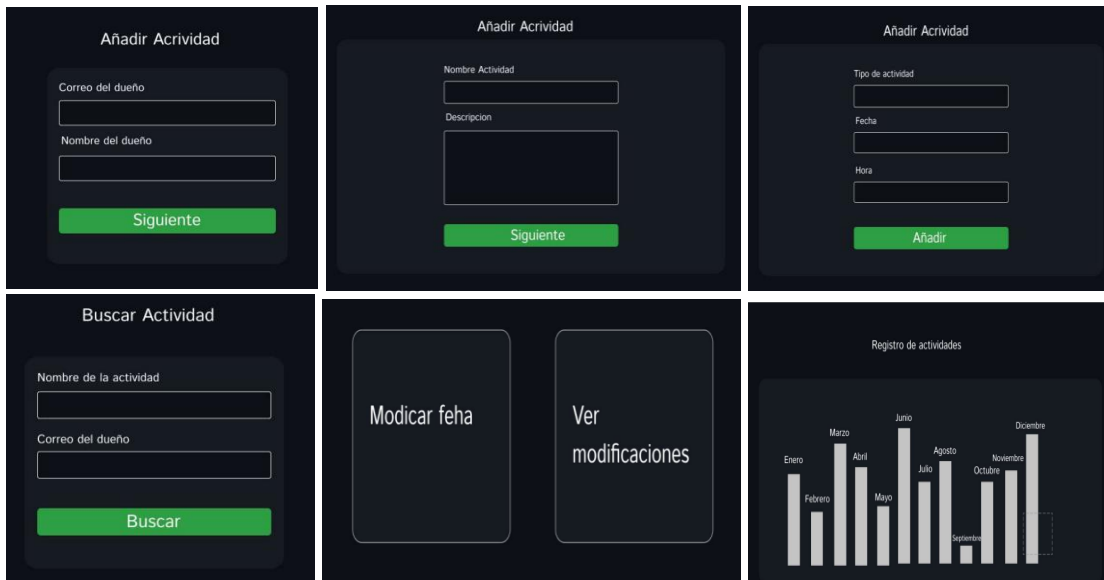 Añadir Acrividad
Correo del dueño
Nombre del dueño
Siguiente
Añadir Acrividad
Nombre Actividad
Descripcion
Siguiente
Añadir Acrividad
Tipo de actividad
Fecha
Hora
Añadir
Buscar Actividad
Nombre de la actividad
Correo del dueño
Buscar
Modicar feha
Ver
modificaciones
Registro de actividades
Enero
Febrero
Marzo
Abril
Mayo
Junio
Julio
Agosto
Septiembre
Octubre
Noviembre
Diciembre